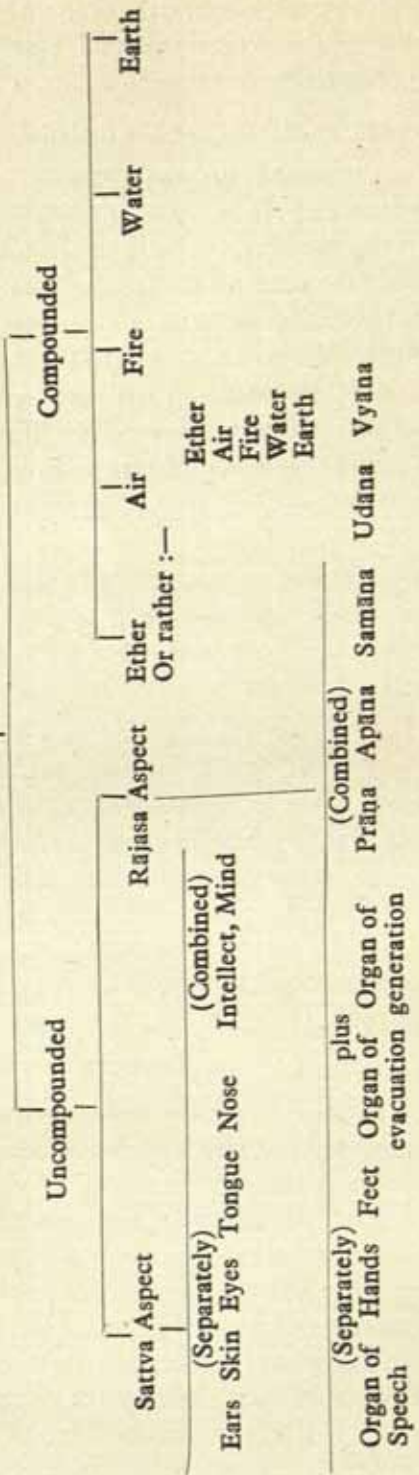 Uncompounded Compounded
Sattva Aspect Rājasa Aspect Ether Air Fire Water Earth
Or rather :—
(Separately) (Combined) Ether
Ears Skin Eyes Tongue Nose Intellect, Mind Air
Fire
Water
Earth
(Separately) plus (Combined)
Organ of Hands Feet Organ of Organ of Prāṇa Apāna Samāna Udāna Vyāna
Speech evacuation generation